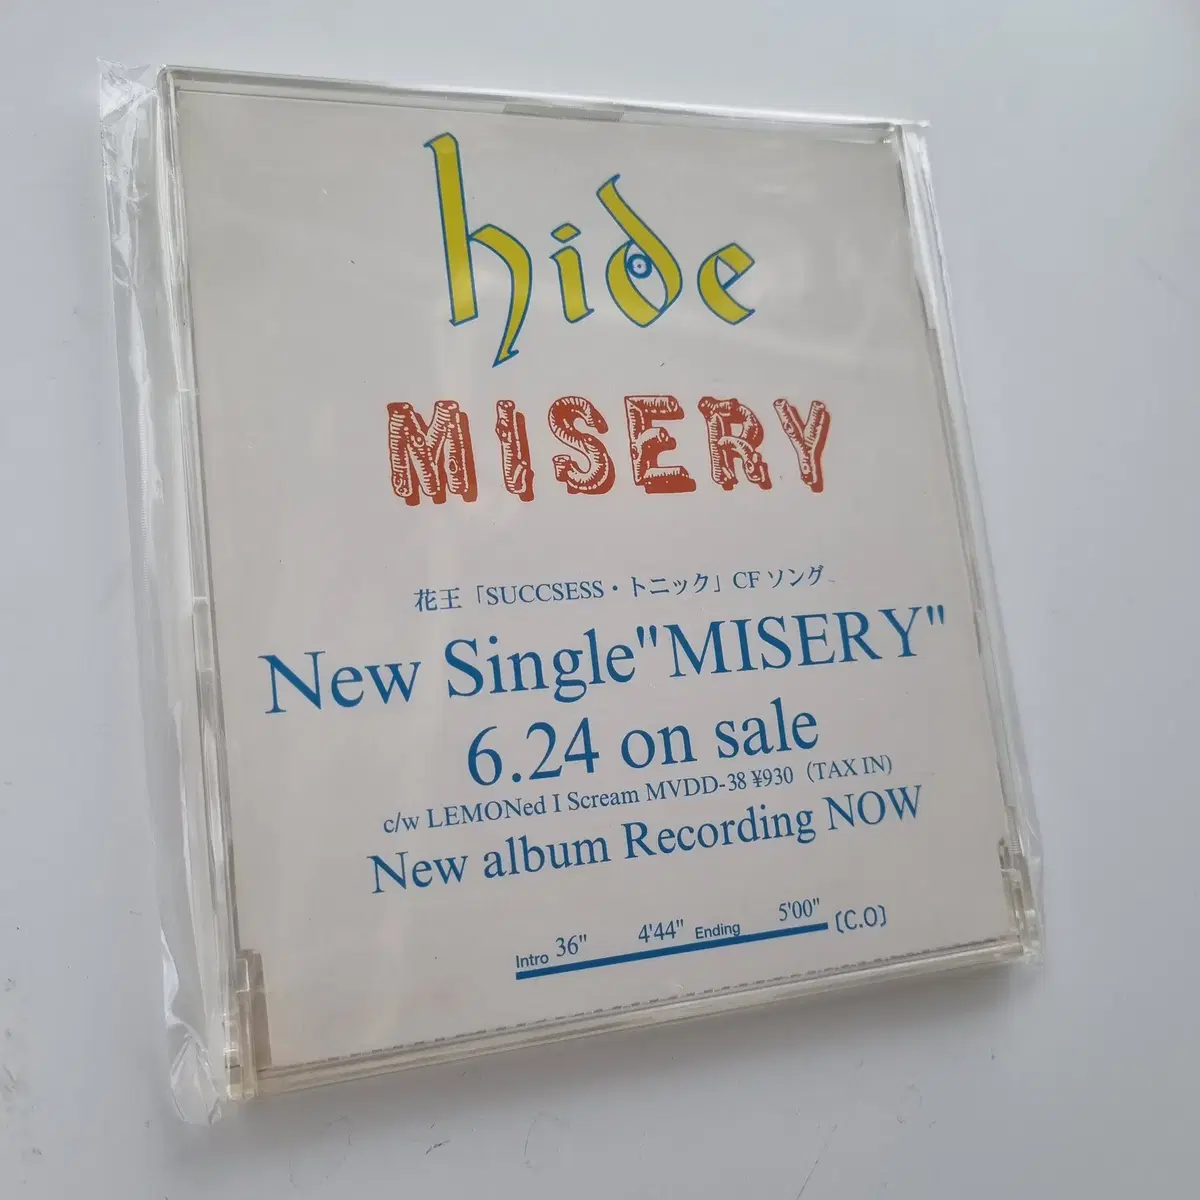 hide
MISERY
花王「SUCCSESS・トニック」CFソング
New Single"MISERY"
6.24 on sale
c/w LEMONed I Scream MVDD-38 ¥930 (TAX IN)
New album Recording NOW
Intro 36" 4'44" Ending 5'00" (C.O)